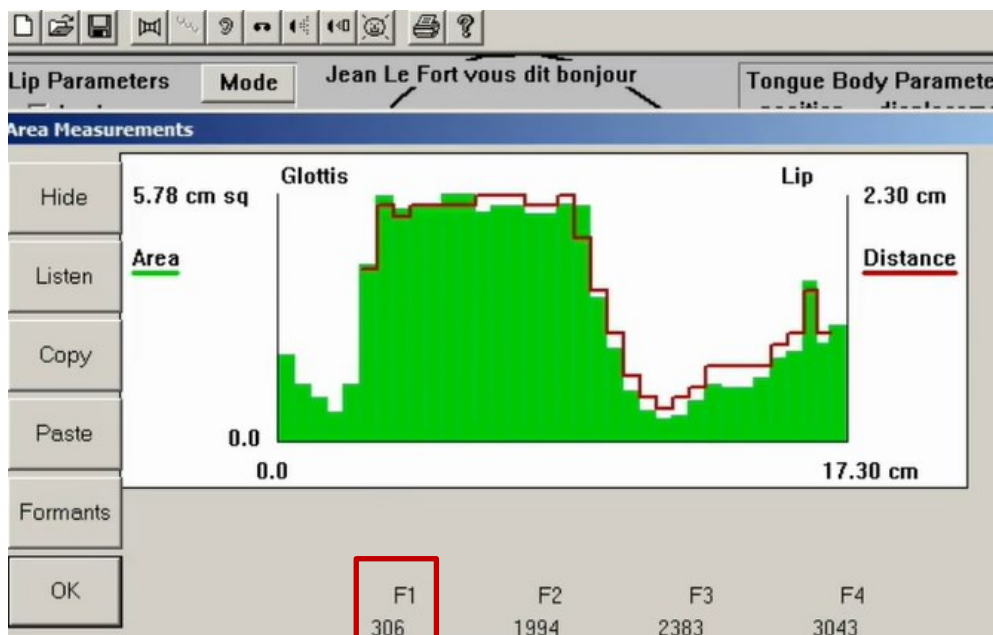 Lip Parameters
Mode
Jean Le Fort vous dit bonjour
Tongue Body Paramete
Area Measurements
Hide
Listen
Copy
Paste
Formants
OK
Glottis
Lip
5.78 cm sq
2.30 cm
Area
Distance
0.0
0.0
17.30 cm
F1 F2 F3 F4
306 1994 2383 3043